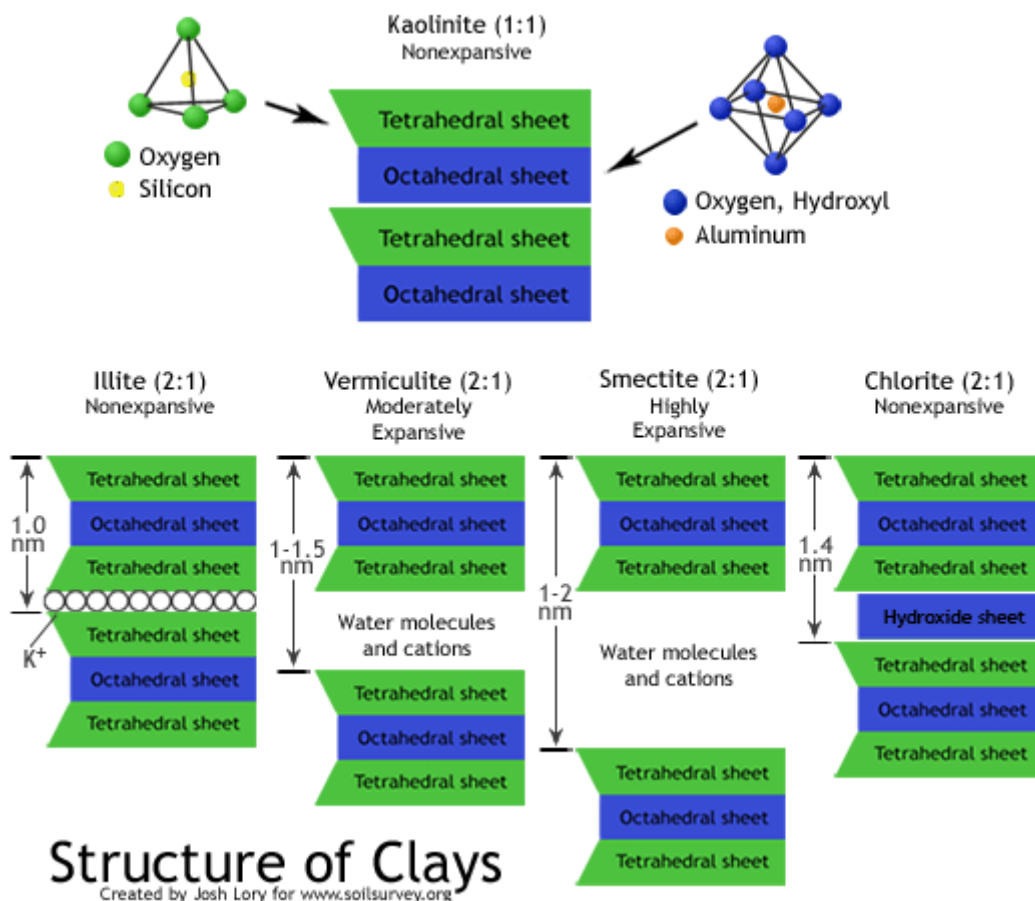 Kaolinite (1:1)
Nonexpansive
Oxygen
Silicon
Tetrahedral sheet
Octahedral sheet
Tetrahedral sheet
Octahedral sheet
Oxygen, Hydroxyl
Aluminum
Illite (2:1)
Nonexpansive
1.0
nm
Tetrahedral sheet
Octahedral sheet
Tetrahedral sheet
K+
Tetrahedral sheet
Octahedral sheet
Tetrahedral sheet
Vermiculite (2:1)
Moderately
Expansive
1-1.5
nm
Tetrahedral sheet
Octahedral sheet
Tetrahedral sheet
Water molecules
and cations
Tetrahedral sheet
Octahedral sheet
Tetrahedral sheet
Smectite (2:1)
Highly
Expansive
1-2
nm
Tetrahedral sheet
Octahedral sheet
Tetrahedral sheet
Water molecules
and cations
Tetrahedral sheet
Octahedral sheet
Tetrahedral sheet
Chlorite (2:1)
Nonexpansive
1.4
nm
Tetrahedral sheet
Octahedral sheet
Tetrahedral sheet
Hydroxide sheet
Tetrahedral sheet
Octahedral sheet
Tetrahedral sheet
Structure of Clays
Created by Josh Lory for www.soilsurvey.org